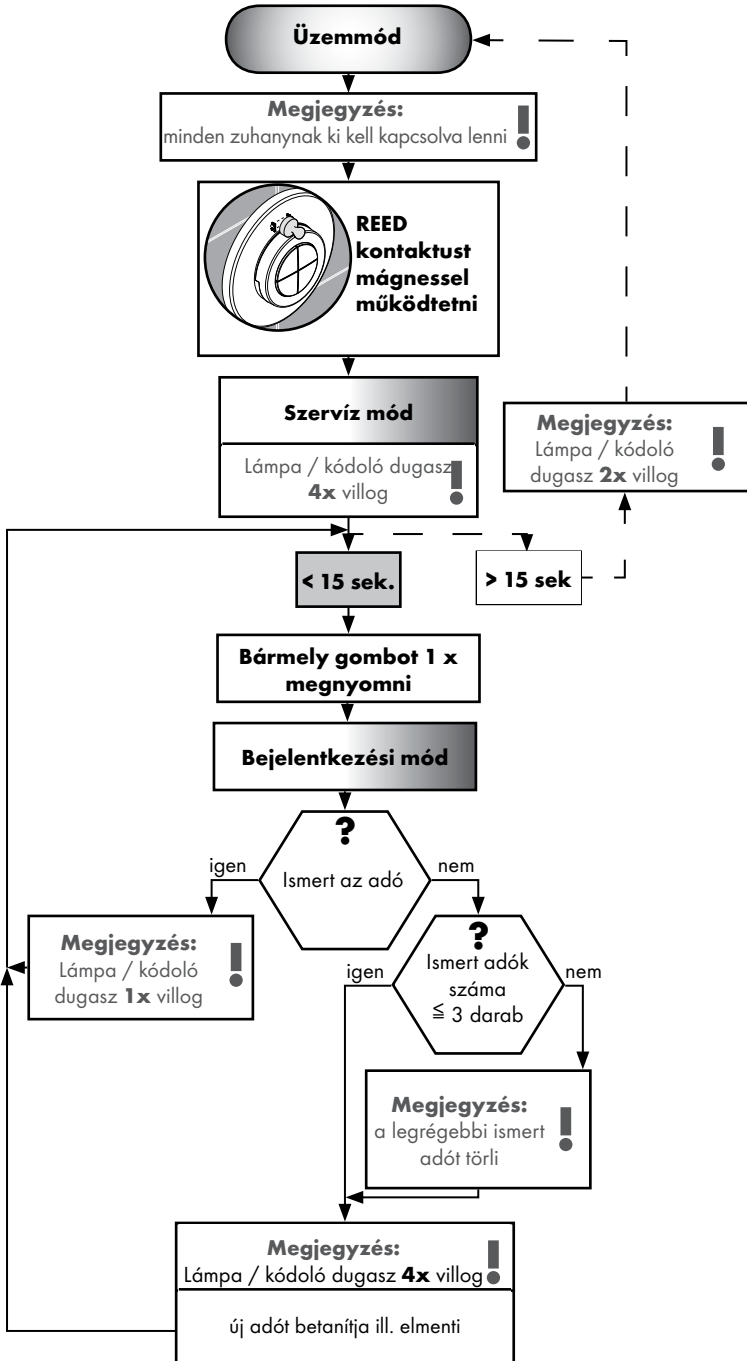 Üzemmód
Megjegyzés:
minden zuhanynak ki kell kapcsolva lenni
REED
kontaktust
mágnessel
működtetni
Szervíz mód
Lámpa / kódoló dugasz
4x villog
Megjegyzés:
Lámpa / kódoló
dugasz 2x villog
< 15 sek.
> 15 sek
Bármely gombot 1 x
megnyomni
Bejelentkezési mód
?
igen
Ismert az adó
nem
Megjegyzés:
Lámpa / kódoló
dugasz 1x villog
?
igen
Ismert adók
száma
≦ 3 darab
nem
Megjegyzés:
a legrégebbi ismert
adót törli
Megjegyzés:
Lámpa / kódoló dugasz 4x villog
új adót betanítja ill. elmenti